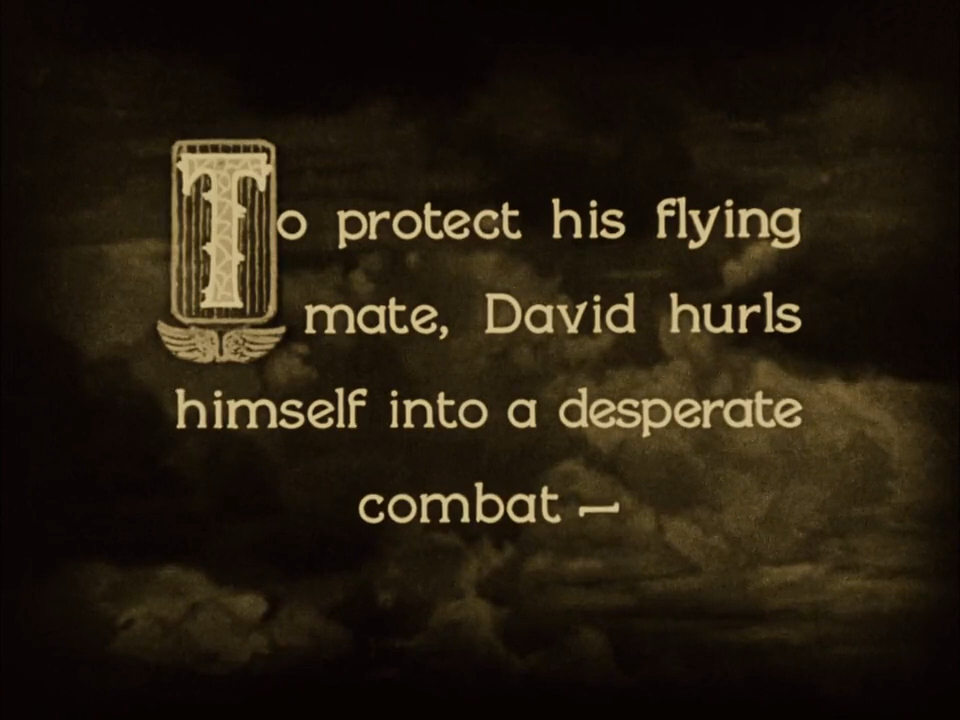 To protect his flying
mate, David hurls
himself into a desperate
combat —